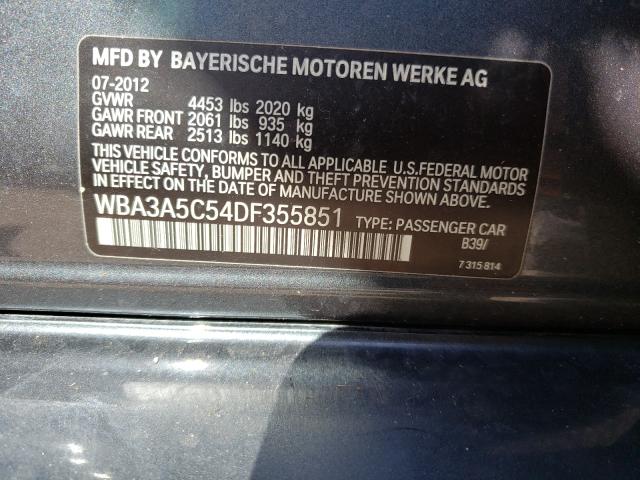 MFD BY BAYERISCHE MOTOREN WERKE AG
07-2012
GVWR 4453 lbs 2020 kg
GAWR FRONT 2061 lbs 935 kg
GAWR REAR 2513 lbs 1140 kg
THIS VEHICLE CONFORMS TO ALL APPLICABLE U.S.FEDERAL MOTOR
VEHICLE SAFETY, BUMPER AND THEFT PREVENTION STANDARDS
IN EFFECT ON THE DATE OF MANUFACTURE SHOWN ABOVE.
WBA3A5C54DF355851 TYPE: PASSENGER CAR
B39/
7 315 814